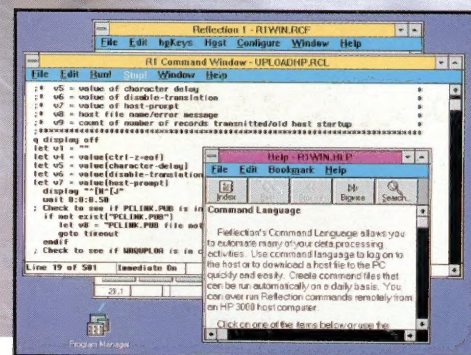 Reflection 1 - R1WIN.RCF
File Edit hpKeys Host Configure Window Help
R1 Command Window - UPLOADHP.RCL
File Edit Run! Stop! Window Help
;* v5 = value of character delay *
;* v6 = value of disable-translation *
;* v7 = value of host-prompt *
;* v8 = host file name/error message *
;* v9 = count of number of records transmitted/old host startup *
q display off
let v1 = ""
let v4 = value(ctrl-z-eof)
let v5 = value(character-delay)
let v6 = value(disable-translation
let v7 = value(host-prompt)
display "^[H^[J"
wait 0:0:0.50
; Check to see if PCLINK.PUB is in
if not exist("PCLINK.PUB")
let v8 = "PCLINK.PUB file not
goto timeout
endif
; Check to see if is in
Line 19 of 501 Immediate On
Help - R1WIN.HLP
File Edit Bookmark Help
Index Browse Search
Command Language
Reflection's Command Language allows you
to automate many of your data processing
activities. Use command language to log on to
the host or to download a host file to the PC
quickly and easily. Create command files that
can be run automatically on a daily basis. You
can even run Reflection commands remotely from
an HP 3000 host computer.
Click on one of the items below or use the
Program Manager